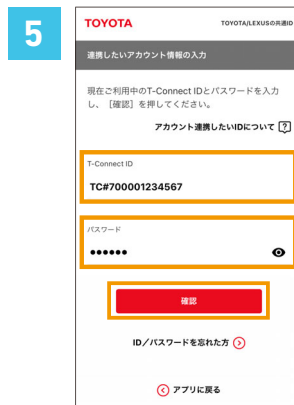 5
TOYOTA
TOYOTA/LEXUSの共通ID
連携したいアカウント情報の入力
現在ご利用中のT-Connect IDとパスワードを入力
し、［確認］を押してください。
アカウント連携したいIDについて ?
T-Connect ID
TC#700001234567
パスワード
●●●●●●
確認
ID/パスワードを忘れた方
アプリに戻る